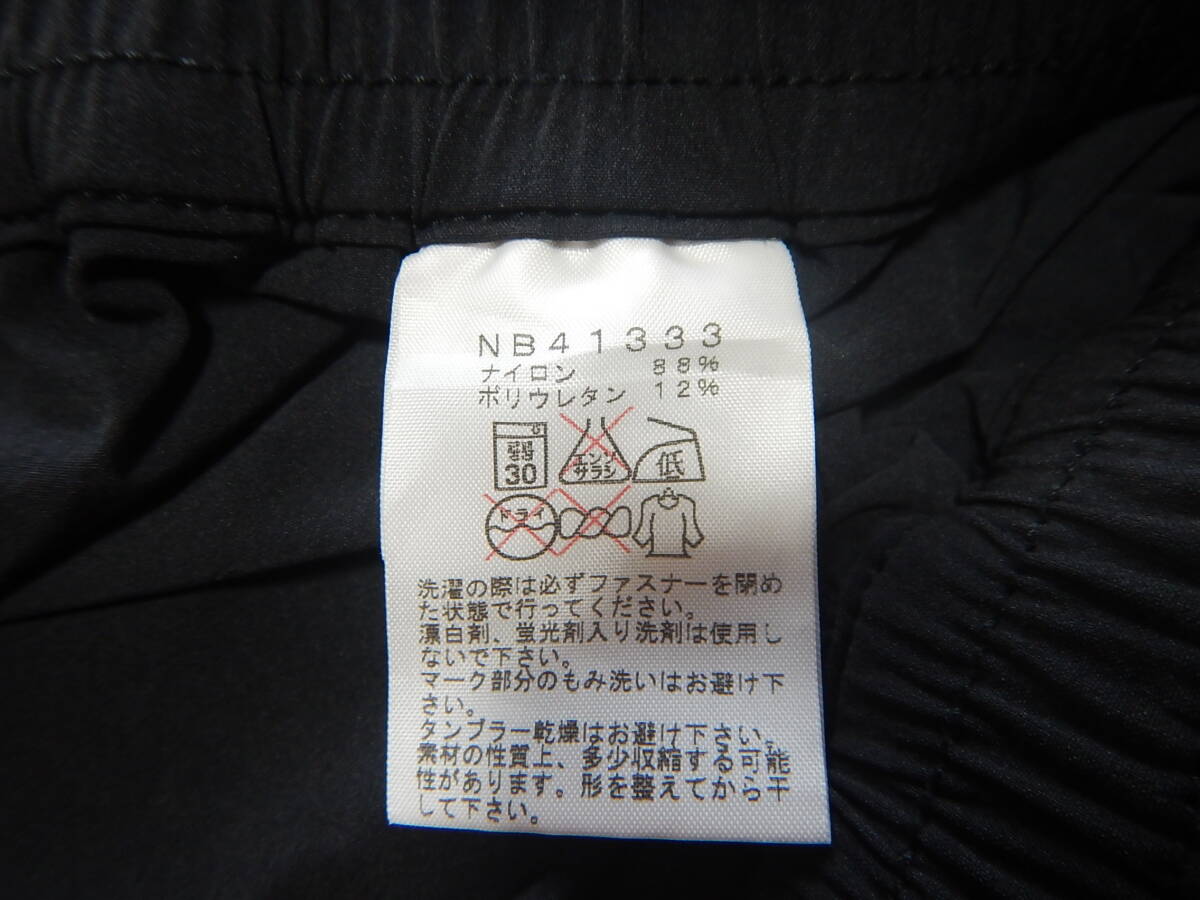 NB41333
ナイロン 88%
ポリウレタン 12%
弱
30
エンソ
サラシ
低
ドライ
洗濯の際は必ずファスナーを閉め
た状態で行ってください。
漂白剤、蛍光剤入り洗剤は使用し
ないで下さい。
マーク部分のもみ洗いはお避け下
さい。
タンブラー乾燥はお避け下さい。
素材の性質上、多少収縮する可能
性があります。形を整えてから干
して下さい。